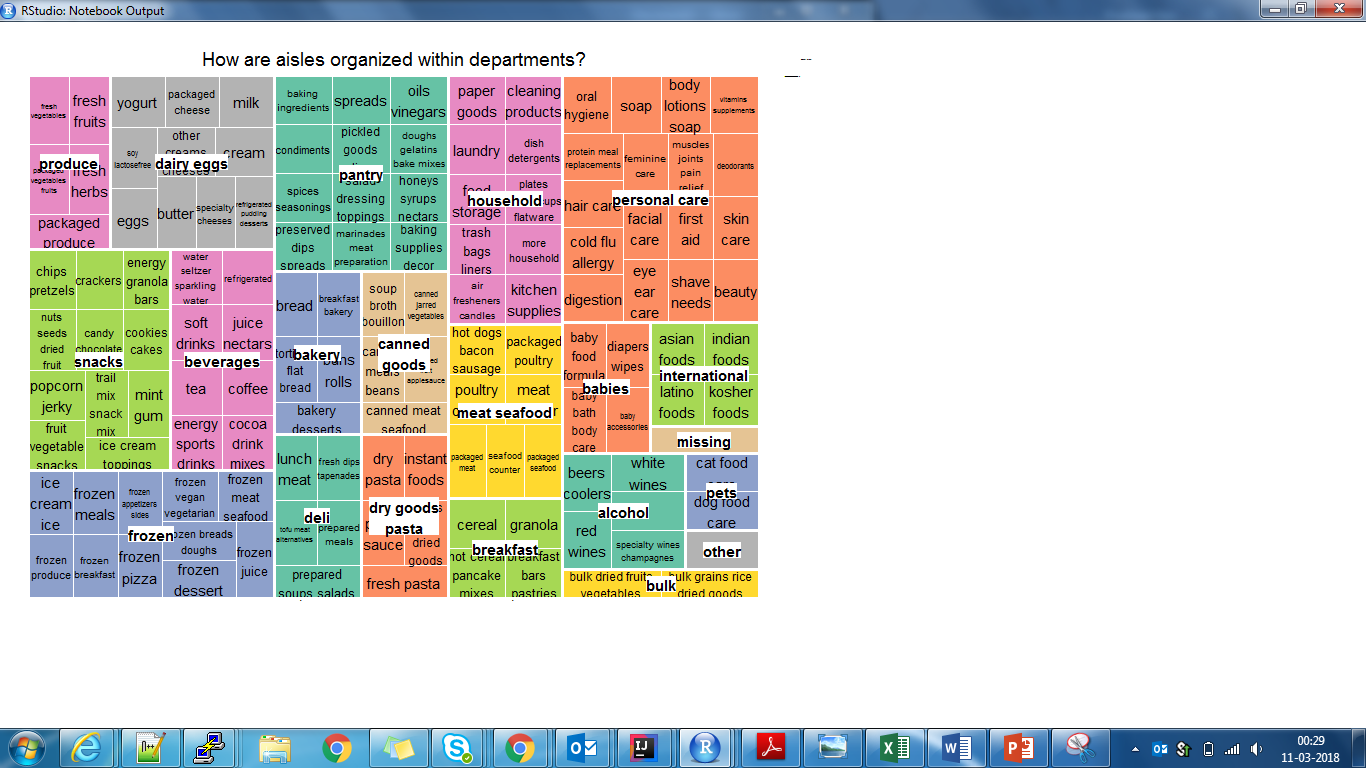 RStudio: Notebook Output
How are aisles organized within departments?
fresh
vegetables
fresh
fruits
packaged
vegetables
fruits
fresh
herbs
packaged
produce
produce
yogurt
packaged
cheese
milk
soy
lactosefree
other
creams
cheeses
cream
eggs
butter
specialty
cheeses
refrigerated
pudding
desserts
dairy eggs
chips
pretzels
crackers
energy
granola
bars
nuts
seeds
dried
fruit
candy
chocolate
cookies
cakes
popcorn
jerky
trail
mix
snack
mix
mint
gum
fruit
vegetable
snacks
ice cream
toppings
snacks
water
seltzer
sparkling
water
refrigerated
soft
drinks
juice
nectars
tea
coffee
energy
sports
drinks
cocoa
drink
mixes
beverages
ice
cream
ice
frozen
meals
frozen
appetizers
sides
frozen
vegan
vegetarian
frozen
meat
seafood
frozen
produce
frozen
breakfast
frozen
pizza
ozen breads
doughs
frozen
dessert
frozen
juice
frozen
baking
ingredients
spreads
oils
vinegars
condiments
pickled
goods
doughs
gelatins
bake mixes
spices
seasonings
salad
dressing
toppings
honeys
syrups
nectars
preserved
dips
spreads
marinades
meat
preparation
baking
supplies
decor
pantry
bread
breakfast
bakery
flat
bread
rolls
bakery
desserts
bakery
soup
broth
bouillon
canned
jarred
vegetables
meals
beans
applesauce
canned meat
seafood
canned
goods
lunch
meat
fresh dips
tapenades
tofu meat
alternatives
prepared
meals
prepared
soups salads
deli
dry
pasta
instant
foods
sauce
dried
goods
fresh pasta
dry goods
pasta
paper
goods
cleaning
products
laundry
dish
detergents
food
storage
plates
cups
flatware
trash
bags
liners
more
household
air
fresheners
candles
kitchen
supplies
household
hot dogs
bacon
sausage
packaged
poultry
poultry
meat
packaged
meat
seafood
counter
packaged
seafood
meat seafood
cereal
granola
hot cereal
pancake
mixes
breakfast
bars
pastries
breakfast
oral
hygiene
soap
body
lotions
soap
vitamins
supplements
protein meal
replacements
feminine
care
muscles
joints
pain
relief
deodorants
hair care
facial
care
first
aid
skin
care
cold flu
allergy
digestion
eye
ear
care
shave
needs
beauty
personal care
baby
food
formula
diapers
wipes
baby
bath
body
care
baby
accessories
babies
asian
foods
indian
foods
latino
foods
kosher
foods
international
missing
beers
coolers
white
wines
red
wines
specialty wines
champagnes
alcohol
cat food
care
dog food
care
pets
other
bulk dried fruits
vegetables
bulk grains rice
dried goods
bulk
00:29
11-03-2018